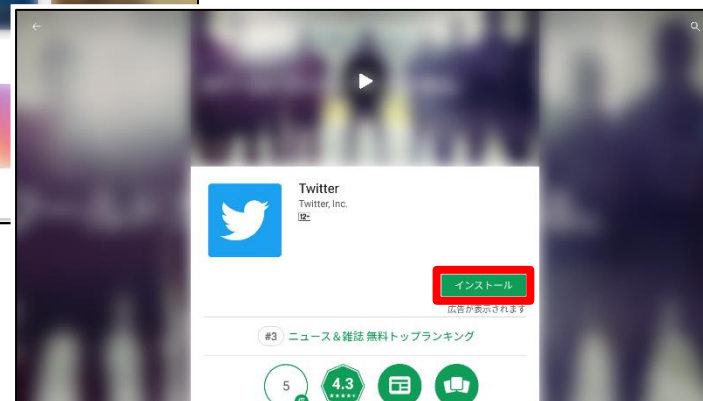 Twitter
Twitter, Inc.
12+
インストール
広告が表示されます
#3 ニュース＆雑誌 無料トップランキング
5
4.3